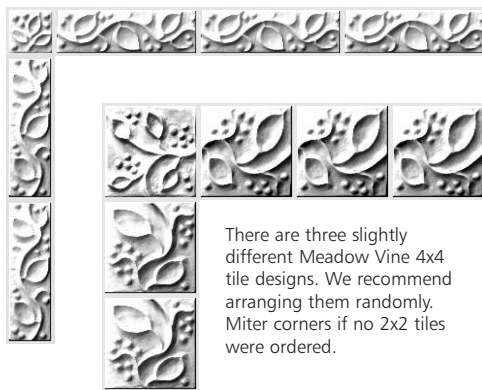 There are three slightly
different Meadow Vine 4x4
tile designs. We recommend
arranging them randomly.
Miter corners if no 2x2 tiles
were ordered.